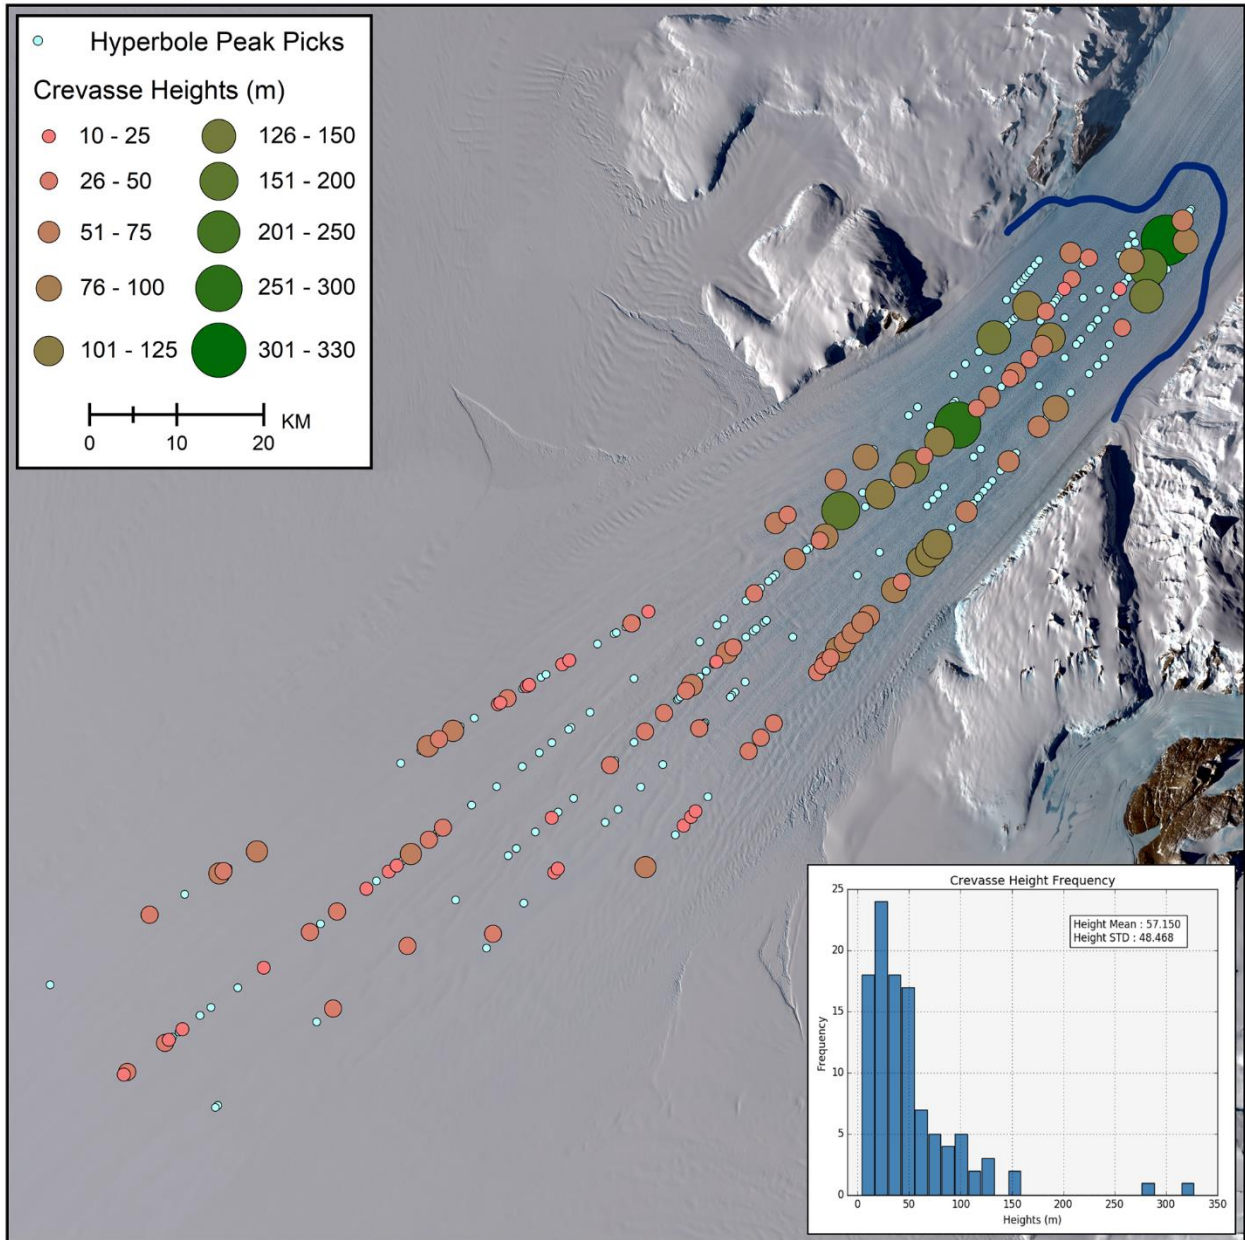 Hyperbole Peak Picks
Crevasse Heights (m)
10 - 25
126 - 150
26 - 50
151 - 200
51 - 75
201 - 250
76 - 100
251 - 300
101 - 125
301 - 330
0 10 20 KM
Crevasse Height Frequency
Height Mean : 57.150
Height STD : 48.468
25
20
15
10
5
0
Frequency
0 50 100 150 200 250 300 350
Heights (m)